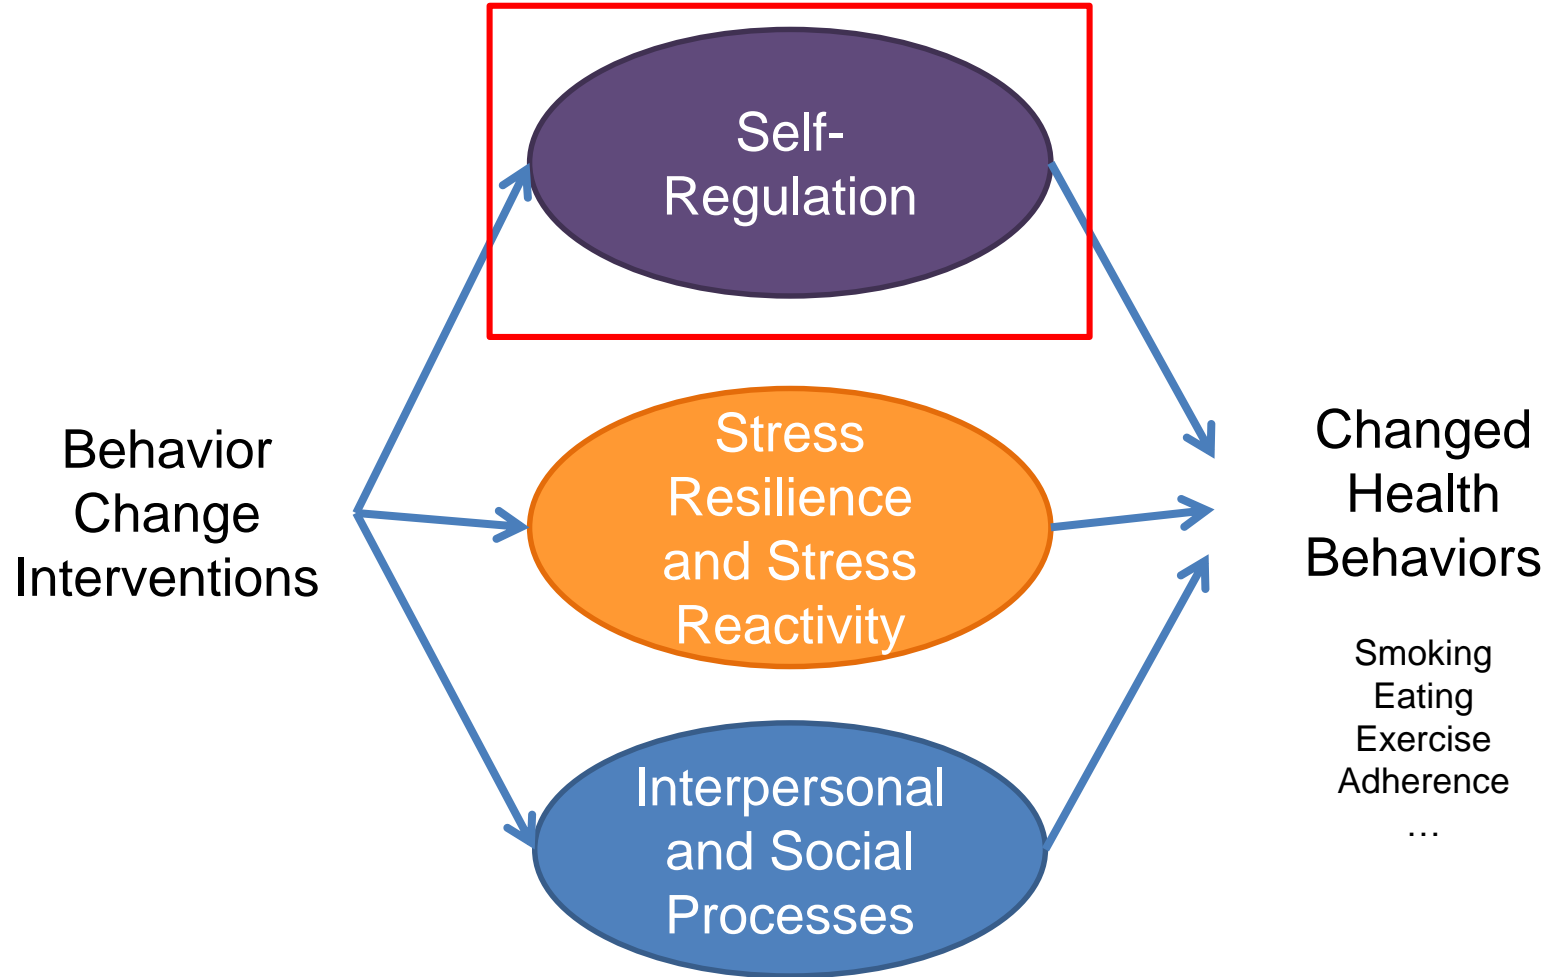 Behavior
Change
Interventions
Self-
Regulation
Stress
Resilience
and Stress
Reactivity
Interpersonal
and Social
Processes
Changed
Health
Behaviors
Smoking
Eating
Exercise
Adherence
…